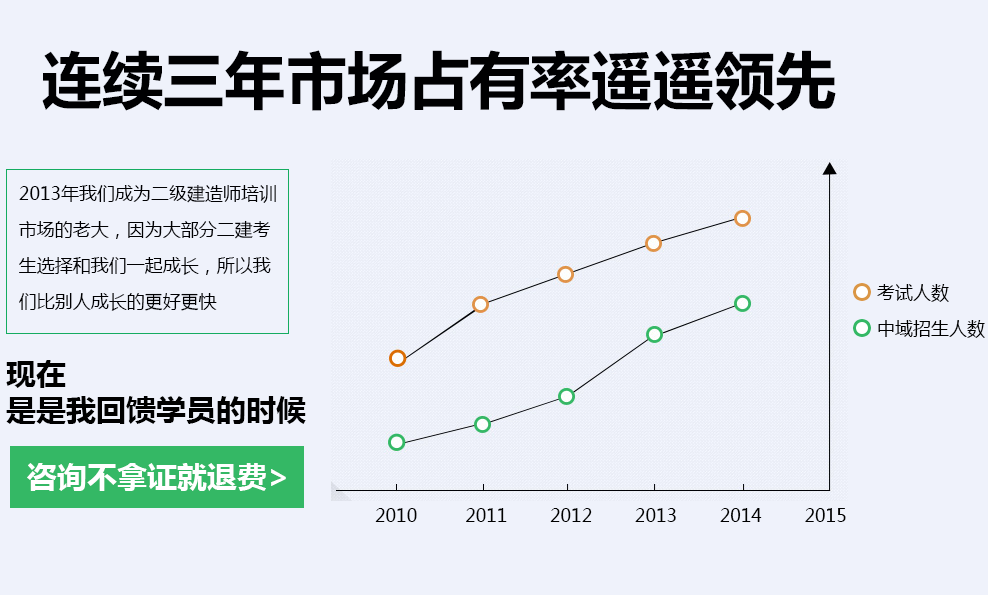 连续三年市场占有率遥遥领先
2013年我们成为二级建造师培训
市场的老大，因为大部分二建考
生选择和我们一起成长，所以我
们比别人成长的更好更快
现在
是是我回馈学员的时候
咨询不拿证就退费>
考试人数
中域招生人数
2010 2011 2012 2013 2014 2015